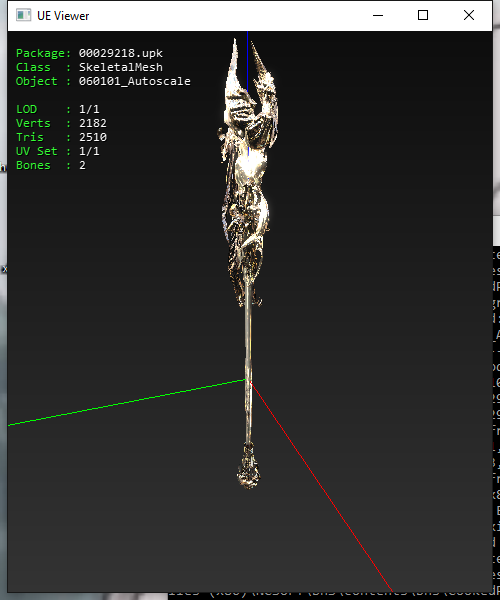 UE Viewer
Package: 00029218.upk
Class : SkeletalMesh
Object : 060101_Autoscale
LOD : 1/1
Verts : 2182
Tris : 2510
UV Set : 1/1
Bones : 2